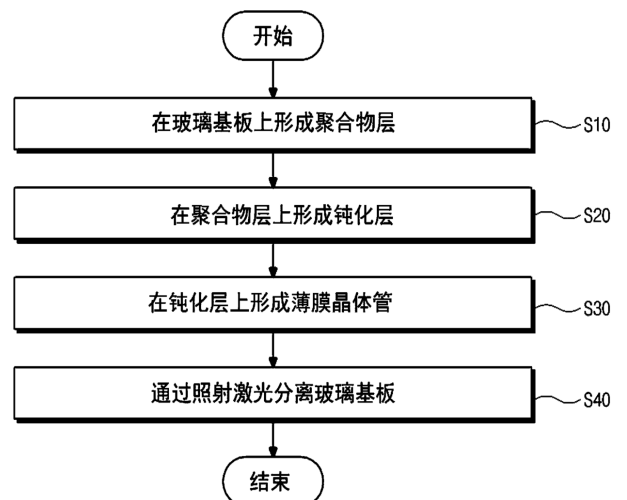 开始
在玻璃基板上形成聚合物层
S10
在聚合物层上形成钝化层
S20
在钝化层上形成薄膜晶体管
S30
通过照射激光分离玻璃基板
S40
结束